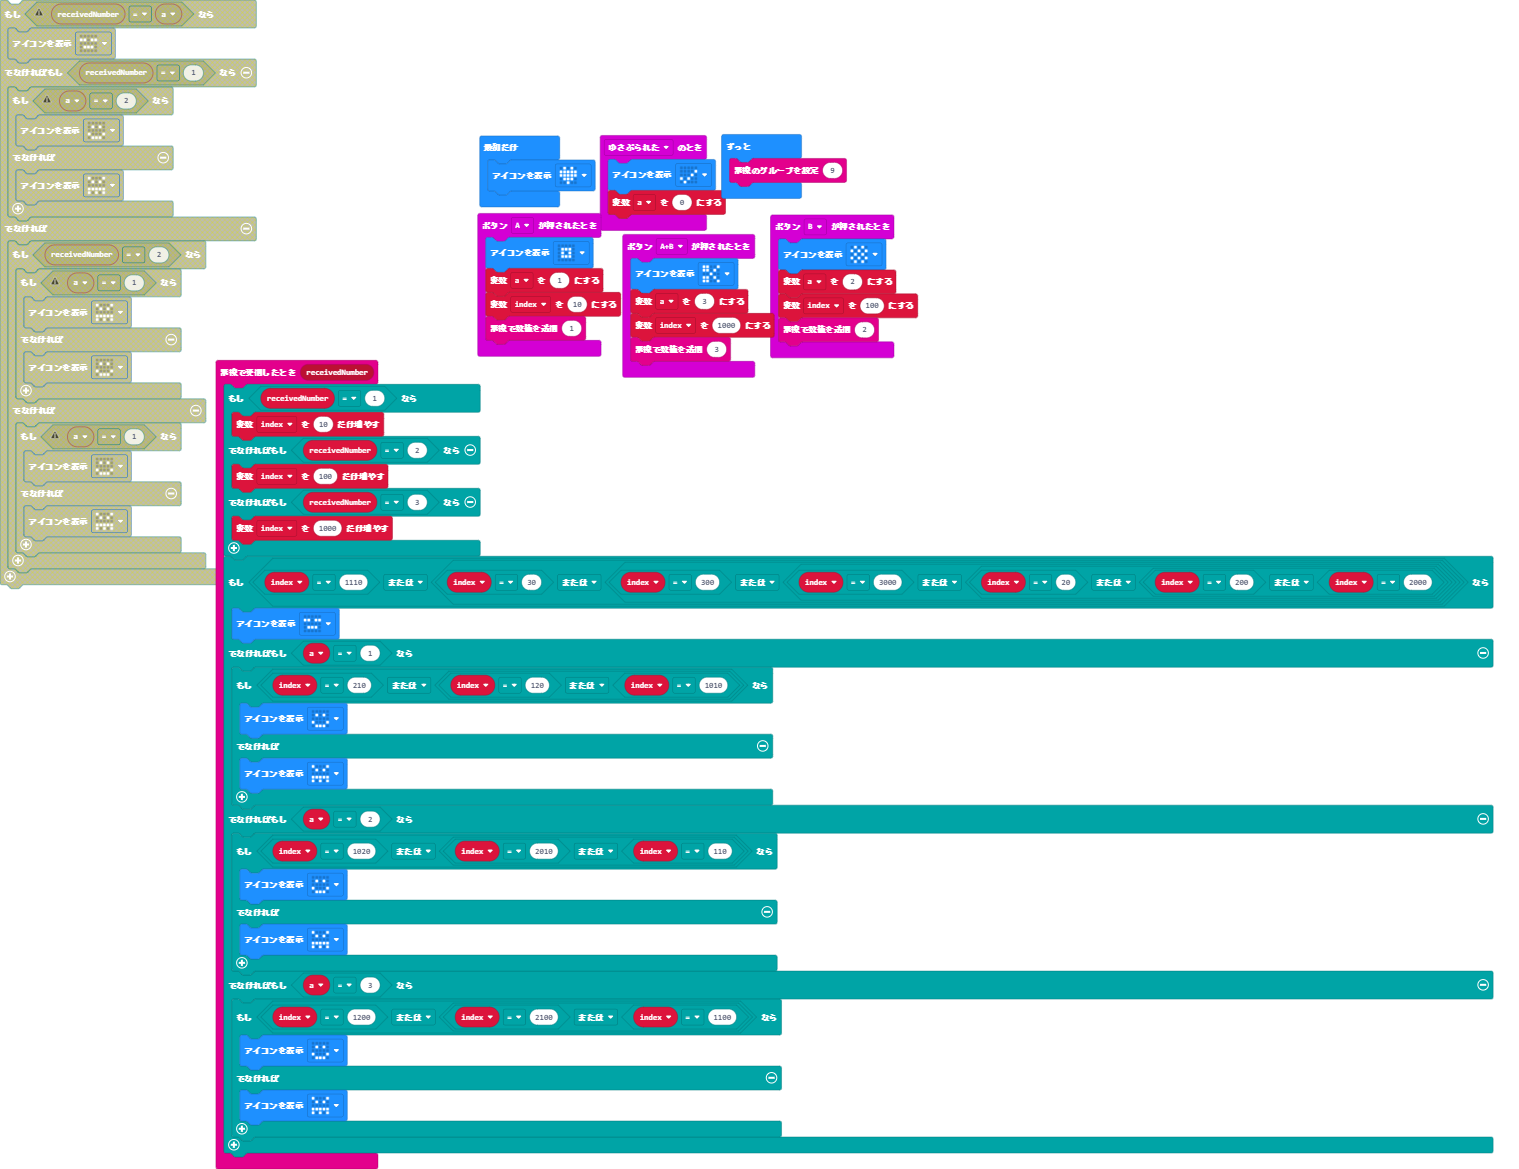 もし receivedNumber = a なら
アイコンを表示
でなければもし receivedNumber = 1 なら
もし a = 2 なら
アイコンを表示
でなければ
アイコンを表示
でなければ
もし receivedNumber = 2 なら
もし a = 1 なら
アイコンを表示
でなければ
アイコンを表示
でなければ
もし a = 1 なら
アイコンを表示
でなければ
アイコンを表示
最初だけ
アイコンを表示
ゆさぶられた のとき
アイコンを表示
変数 a を 0 にする
ずっと
無線のグループを設定 9
ボタン A が押されたとき
アイコンを表示
変数 a を 1 にする
変数 index を 10 にする
無線で数値を送信 1
ボタン A+B が押されたとき
アイコンを表示
変数 a を 3 にする
変数 index を 1000 にする
無線で数値を送信 3
ボタン B が押されたとき
アイコンを表示
変数 a を 2 にする
変数 index を 100 にする
無線で数値を送信 2
無線で受信したとき receivedNumber
もし receivedNumber = 1 なら
変数 index を 10 だけ増やす
でなければもし receivedNumber = 2 なら
変数 index を 100 だけ増やす
でなければもし receivedNumber = 3 なら
変数 index を 1000 だけ増やす
もし index = 1110 または index = 30 または index = 300 または index = 3000 または index = 20 または index = 200 または index = 2000 なら
アイコンを表示
でなければもし a = 1 なら
もし index = 210 または index = 120 または index = 1010 なら
アイコンを表示
でなければ
アイコンを表示
でなければもし a = 2 なら
もし index = 1020 または index = 2010 または index = 110 なら
アイコンを表示
でなければ
アイコンを表示
でなければもし a = 3 なら
もし index = 1200 または index = 2100 または index = 1100 なら
アイコンを表示
でなければ
アイコンを表示